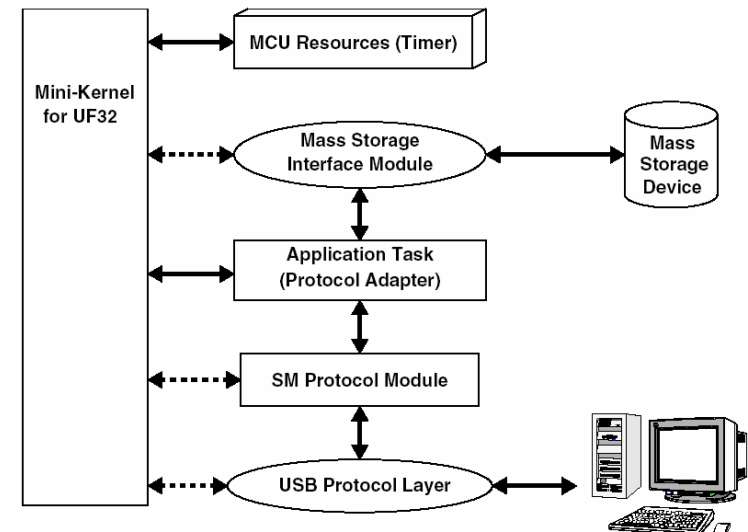 MCU Resources (Timer)
Mini-Kernel
for UF32
Mass Storage
Interface Module
Mass
Storage
Device
Application Task
(Protocol Adapter)
SM Protocol Module
USB Protocol Layer